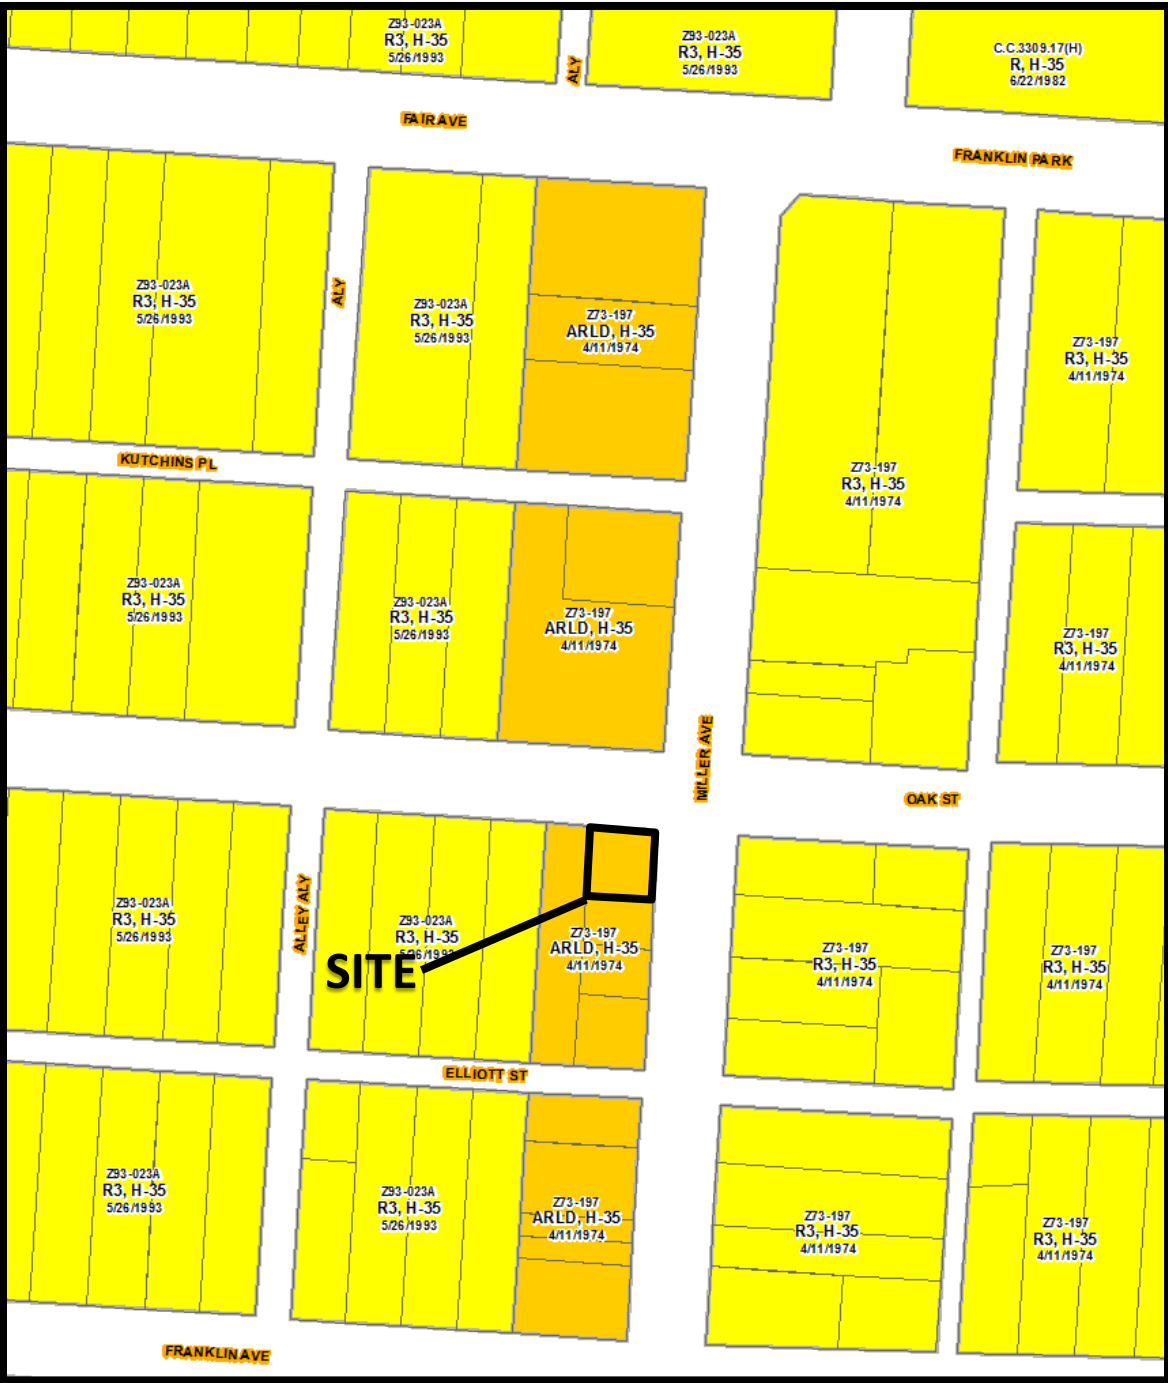 Z93-023A
R3, H-35
5/26/1993
ALY
Z93-023A
R3, H-35
5/26/1993
C.C.3309.17(H)
R, H-35
6/22/1982
FAIR AVE
FRANKLIN PARK
Z93-023A
R3, H-35
5/26/1993
ALY
Z93-023A
R3, H-35
5/26/1993
Z73-197
ARLD, H-35
4/11/1974
Z73-197
R3, H-35
4/11/1974
KUTCHINS PL
Z73-197
R3, H-35
4/11/1974
Z93-023A
R3, H-35
5/26/1993
Z93-023A
R3, H-35
5/26/1993
Z73-197
ARLD, H-35
4/11/1974
Z73-197
R3, H-35
4/11/1974
MILLER AVE
OAK ST
Z93-023A
R3, H-35
5/26/1993
ALLEY ALY
Z93-023A
R3, H-35
5/26/1993
SITE
Z73-197
ARLD, H-35
4/11/1974
Z73-197
R3, H-35
4/11/1974
Z73-197
R3, H-35
4/11/1974
ELLIOTT ST
Z93-023A
R3, H-35
5/26/1993
Z93-023A
R3, H-35
5/26/1993
Z73-197
ARLD, H-35
4/11/1974
Z73-197
R3, H-35
4/11/1974
Z73-197
R3, H-35
4/11/1974
FRANKLIN AVE